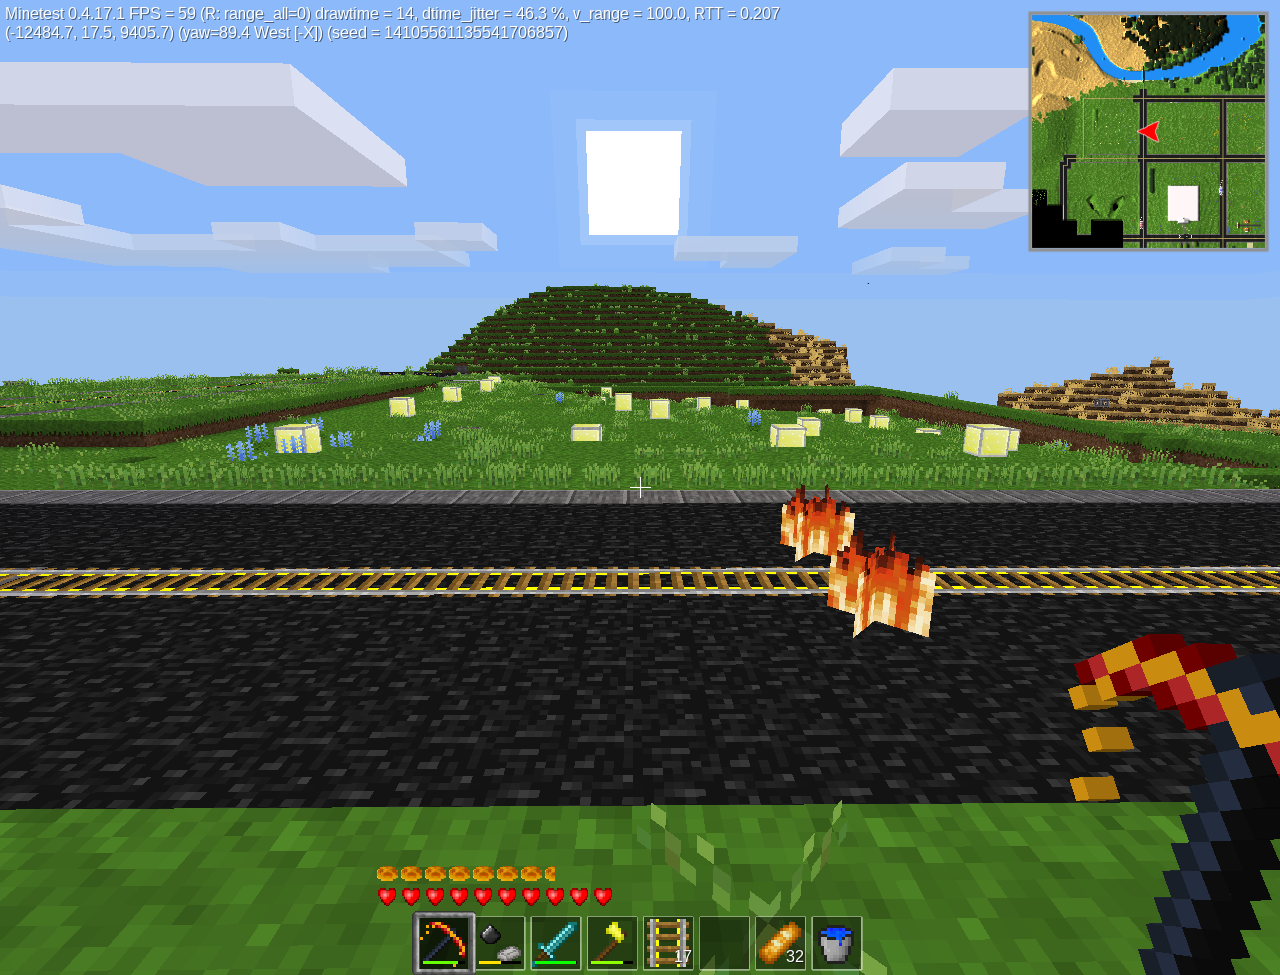 Minetest 0.4.17.1 FPS = 59 (R: range_all=0) drawtime = 14, dtime_jitter = 46.3 %, v_range = 100.0, RTT = 0.207
(-12484.7, 17.5, 9405.7) (yaw=89.4 West [-X]) (seed = 14105561135541706857)
17
32